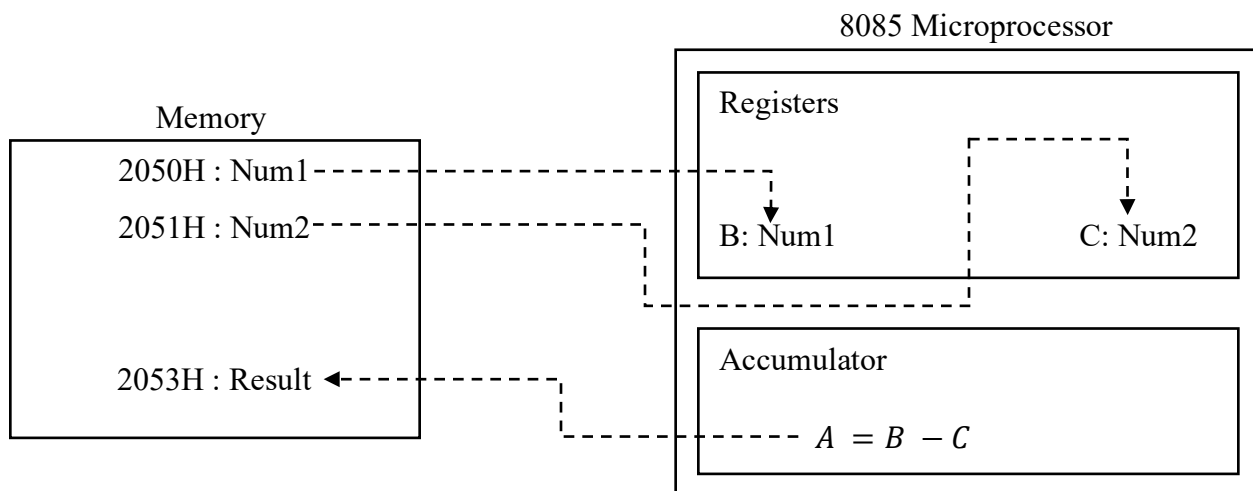 8085 Microprocessor
Registers
Memory
2050H : Num1
2051H : Num2
B: Num1
C: Num2
Accumulator
2053H : Result
A = B − C